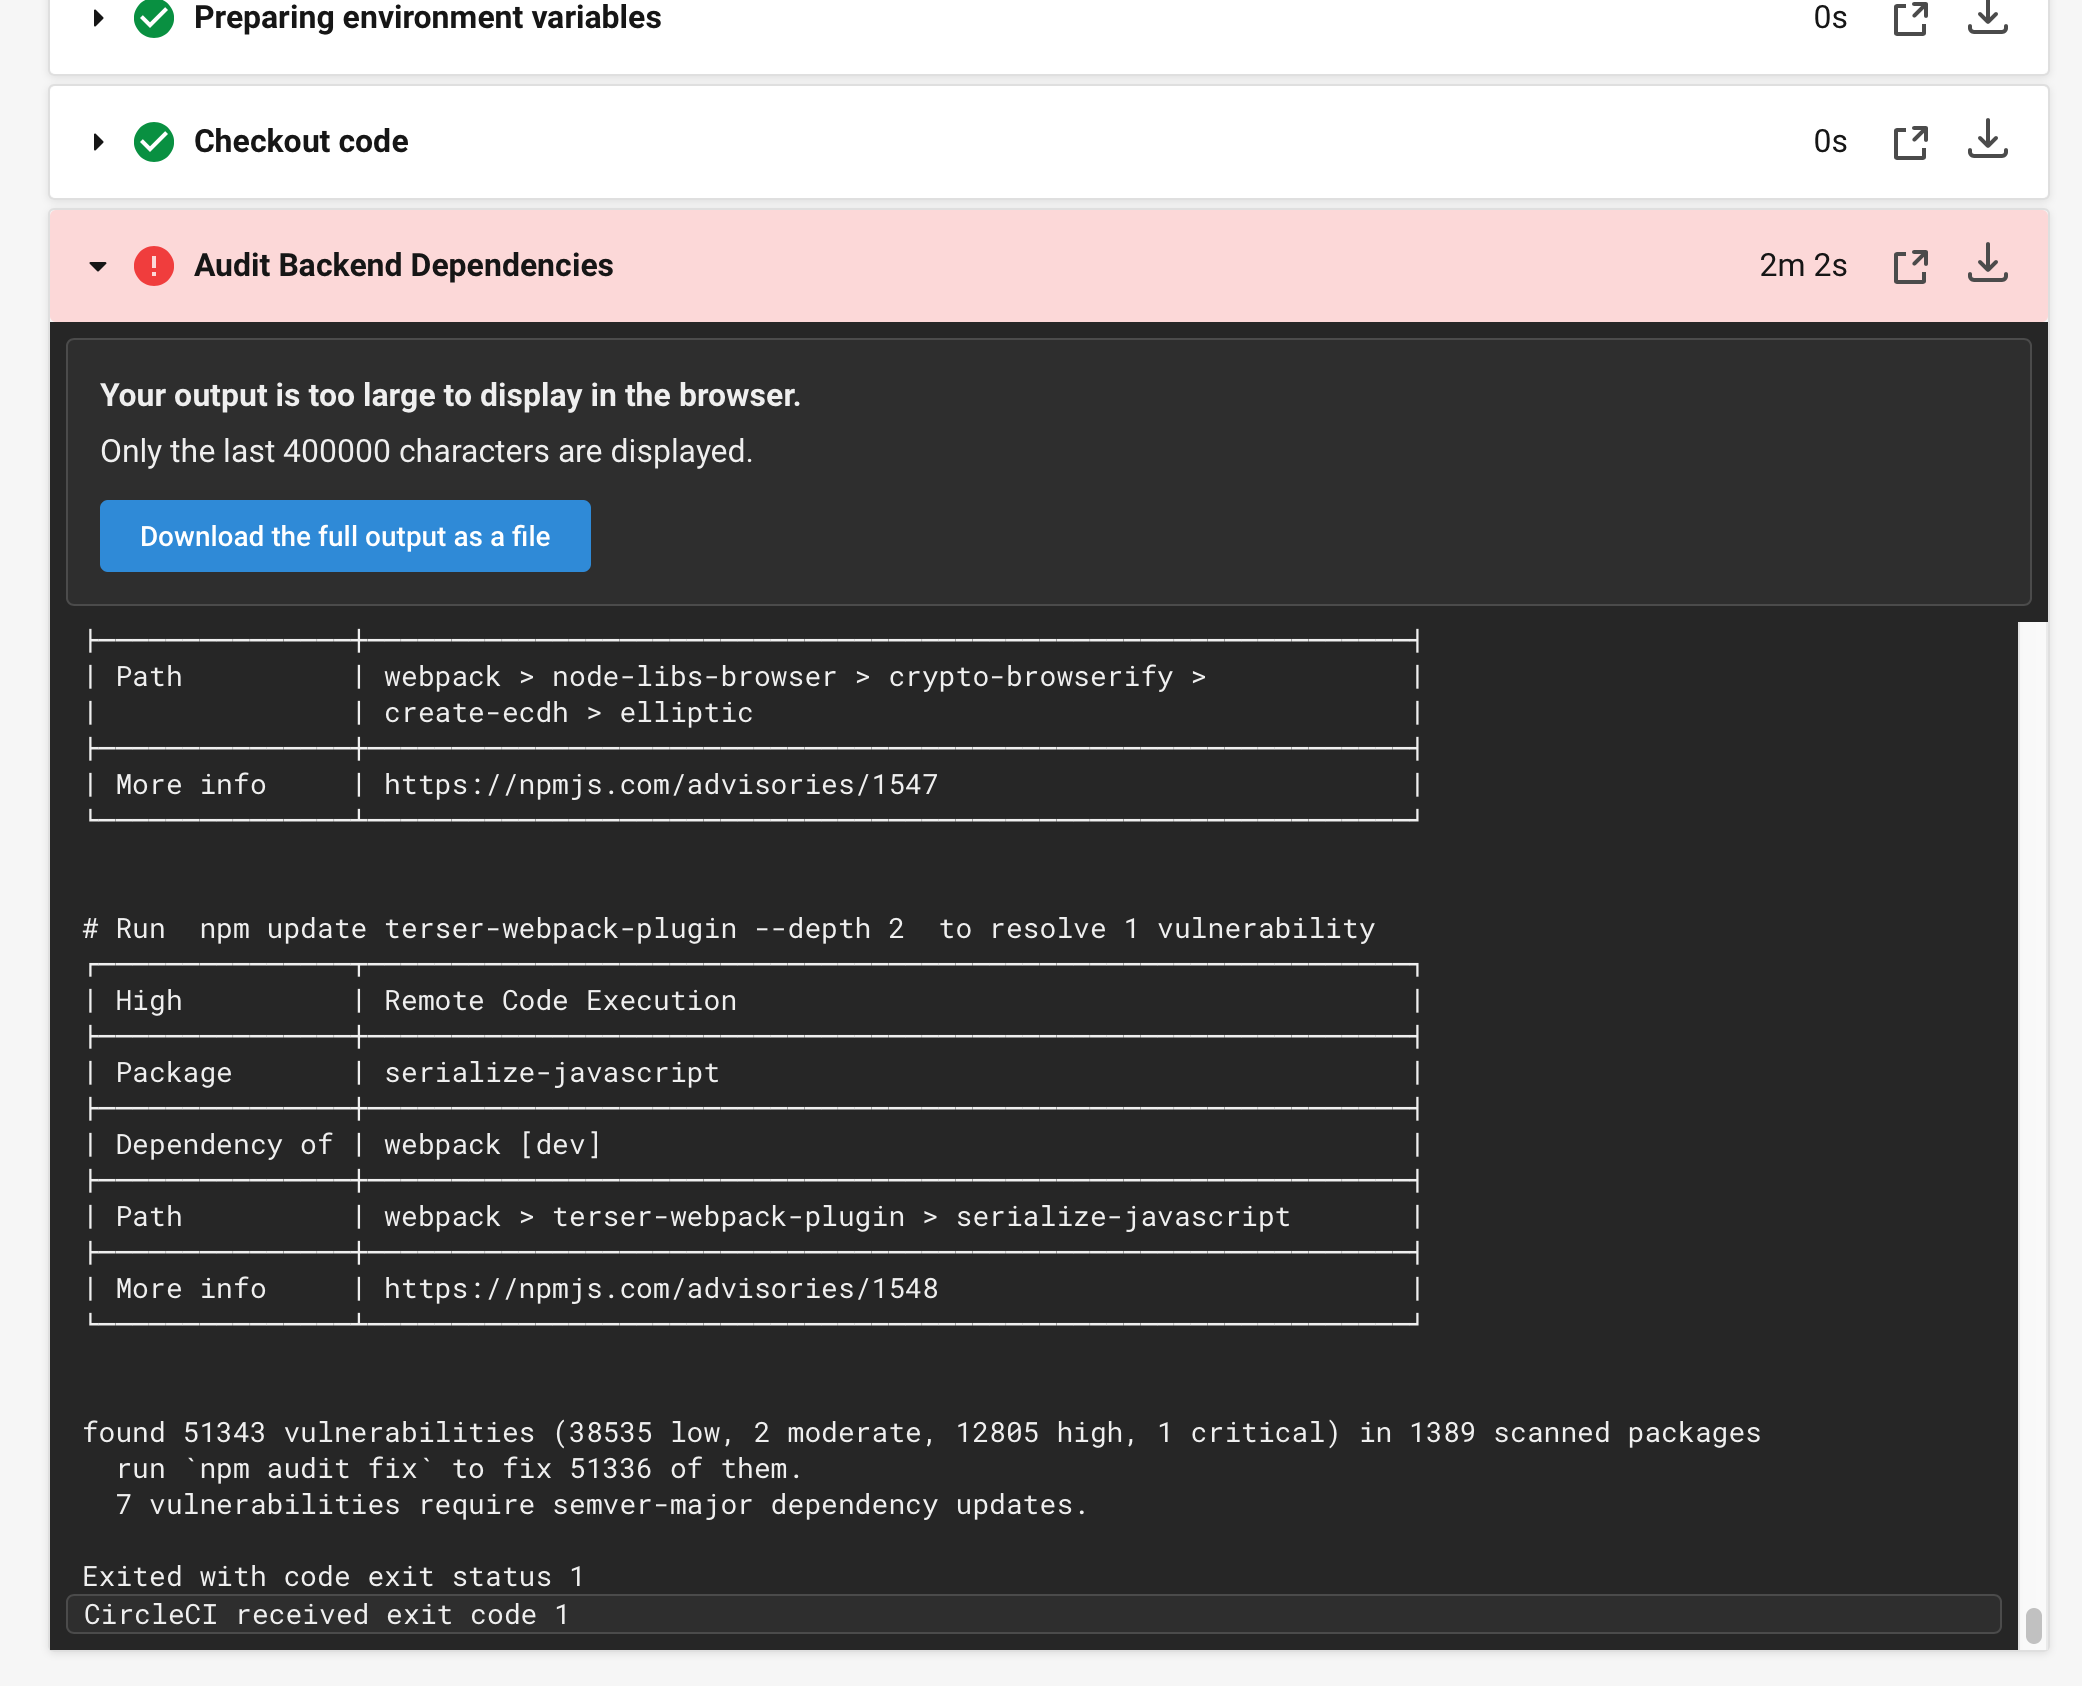 Preparing environment variables 0s
Checkout code 0s
Audit Backend Dependencies 2m 2s
Your output is too large to display in the browser.
Only the last 400000 characters are displayed.
Download the full output as a file
| Path | webpack > node-libs-browser > crypto-browserify > |
| | create-ecdh > elliptic |
| More info | https://npmjs.com/advisories/1547 |
# Run  npm update terser-webpack-plugin --depth 2  to resolve 1 vulnerability
| High | Remote Code Execution |
| Package | serialize-javascript |
| Dependency of | webpack [dev] |
| Path | webpack > terser-webpack-plugin > serialize-javascript |
| More info | https://npmjs.com/advisories/1548 |
found 51343 vulnerabilities (38535 low, 2 moderate, 12805 high, 1 critical) in 1389 scanned packages
run `npm audit fix` to fix 51336 of them.
7 vulnerabilities require semver-major dependency updates.
Exited with code exit status 1
CircleCI received exit code 1